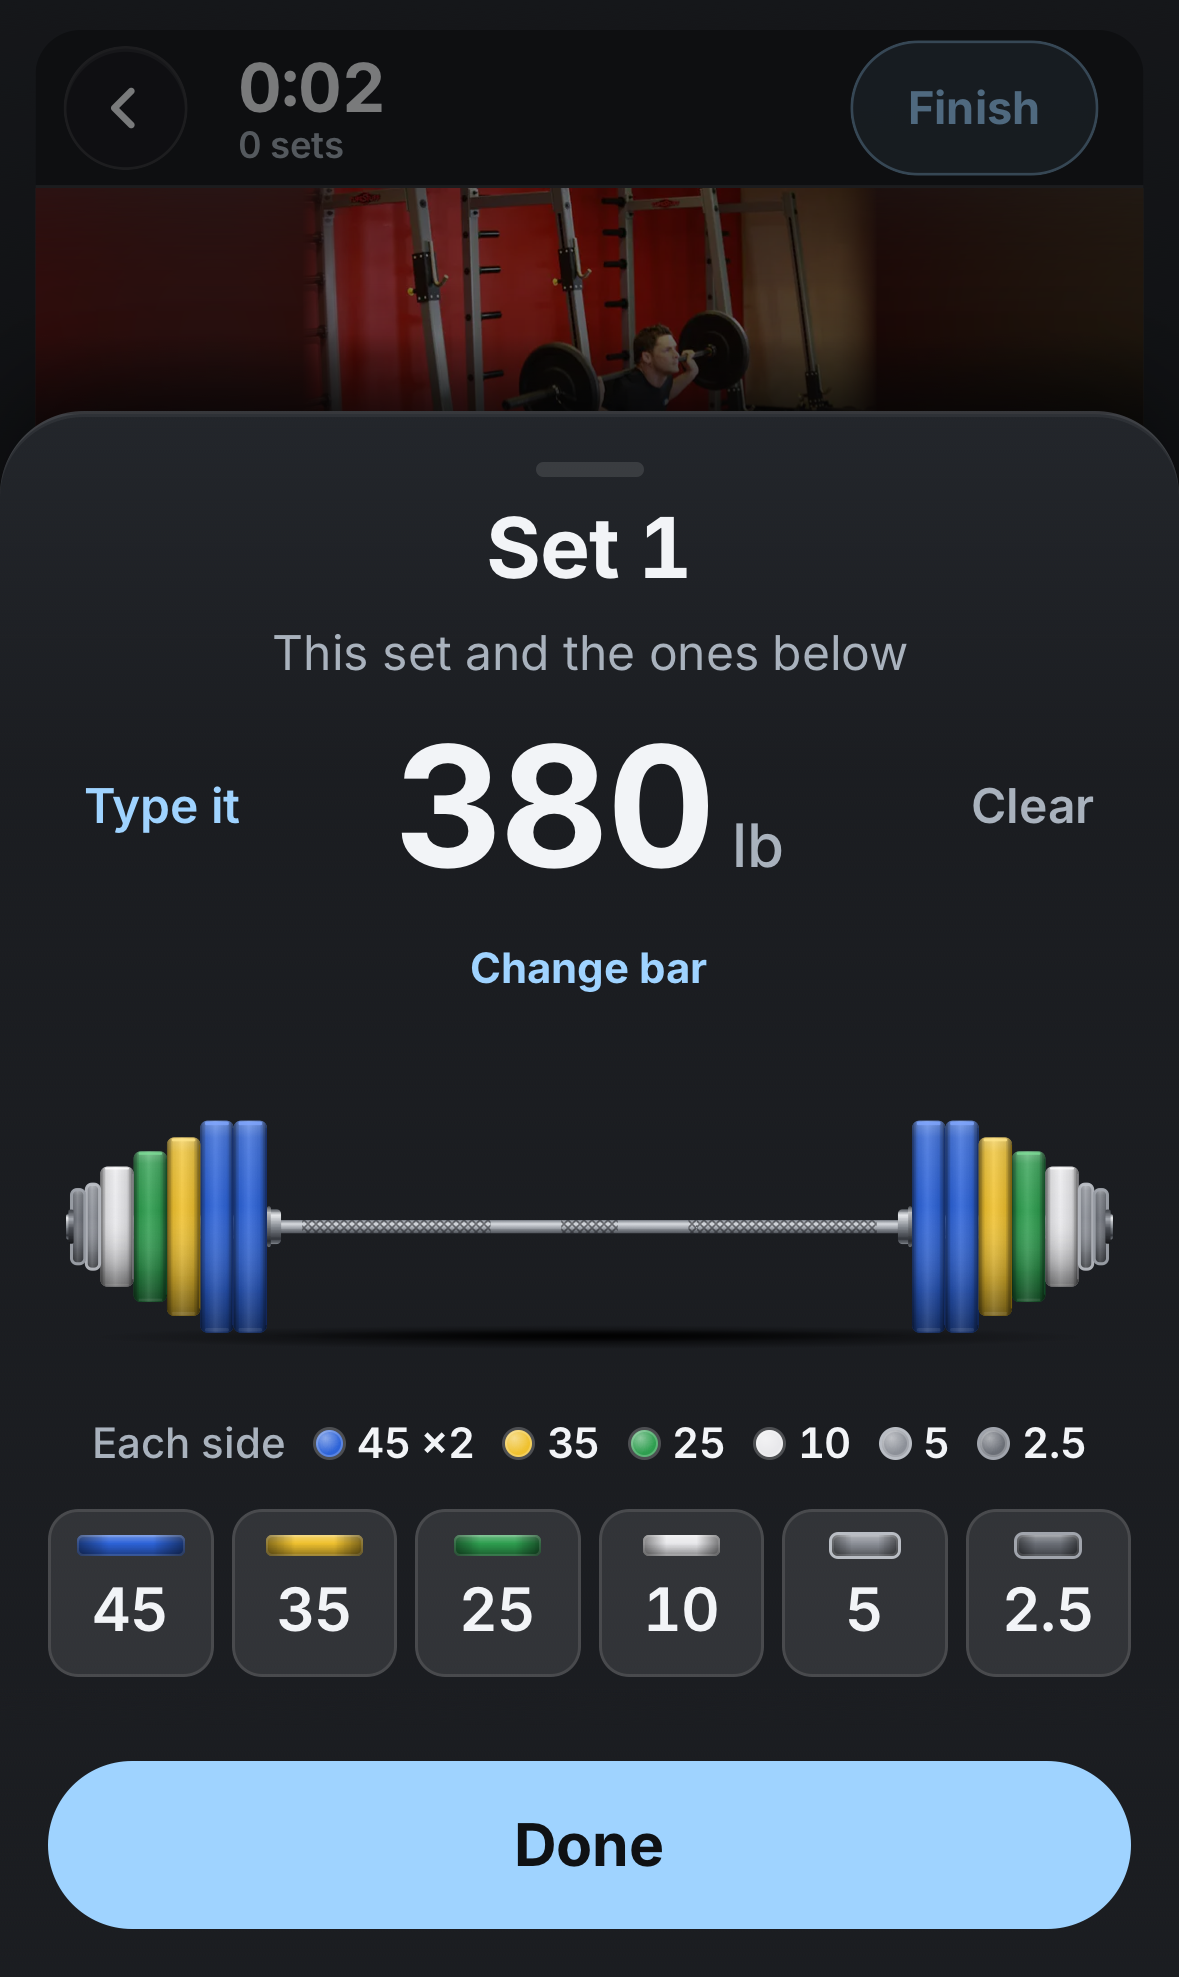 0:02
0 sets
Finish
Set 1
This set and the ones below
Type it
380 lb
Clear
Change bar
Each side 45 ×2 35 25 10 5 2.5
45 35 25 10 5 2.5
Done